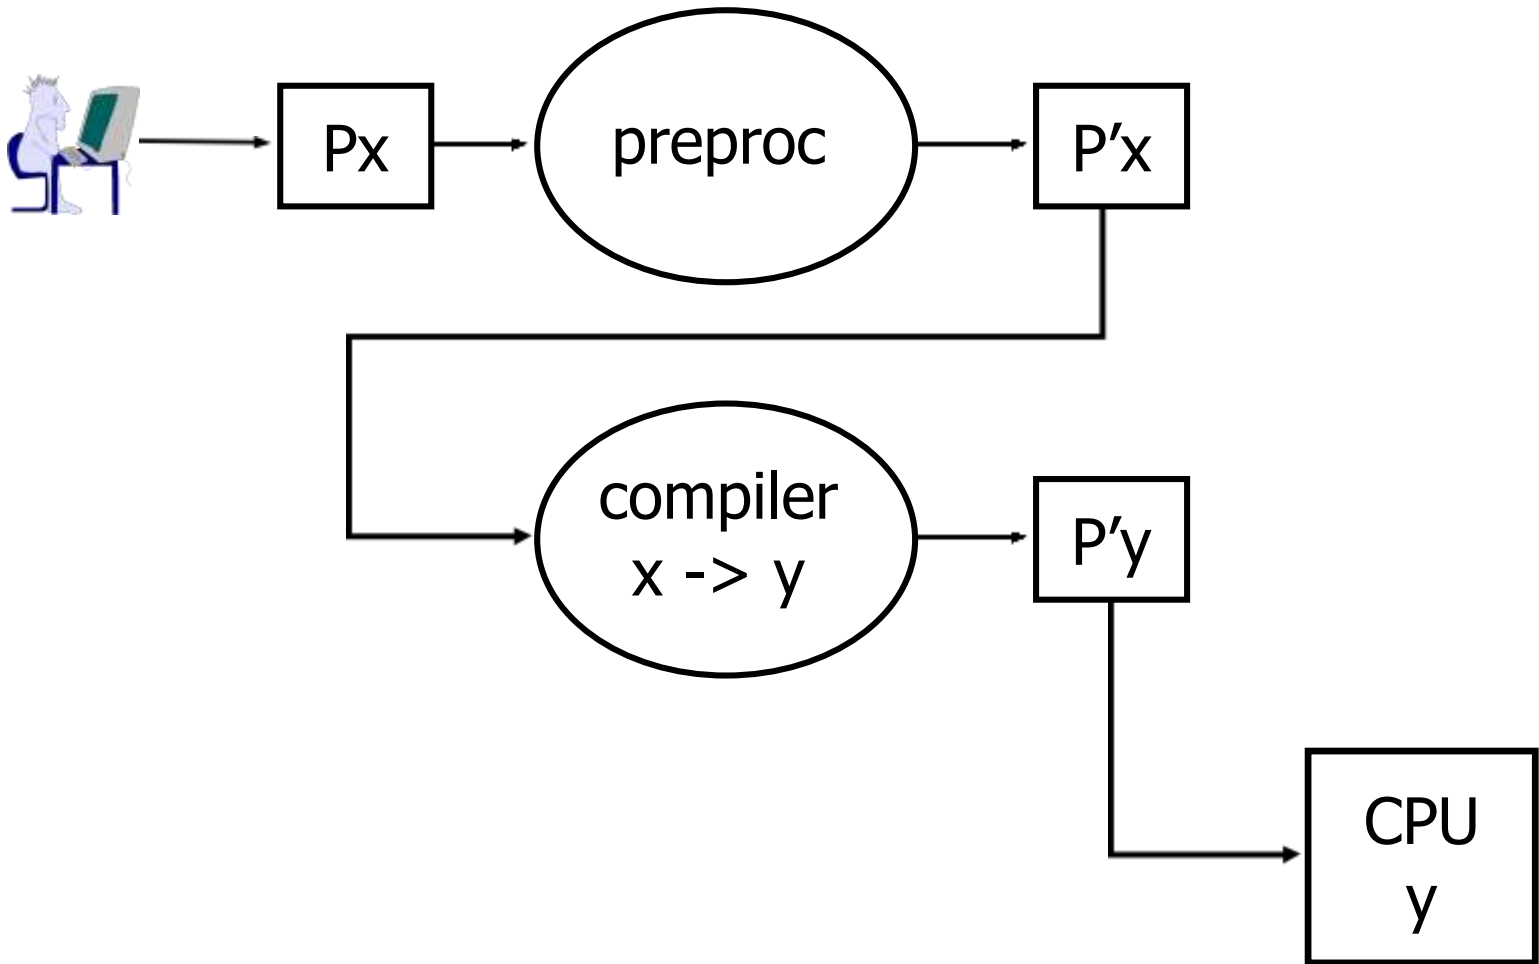 Px
preproc
P’x
compiler
x -> y
P’y
CPU
y